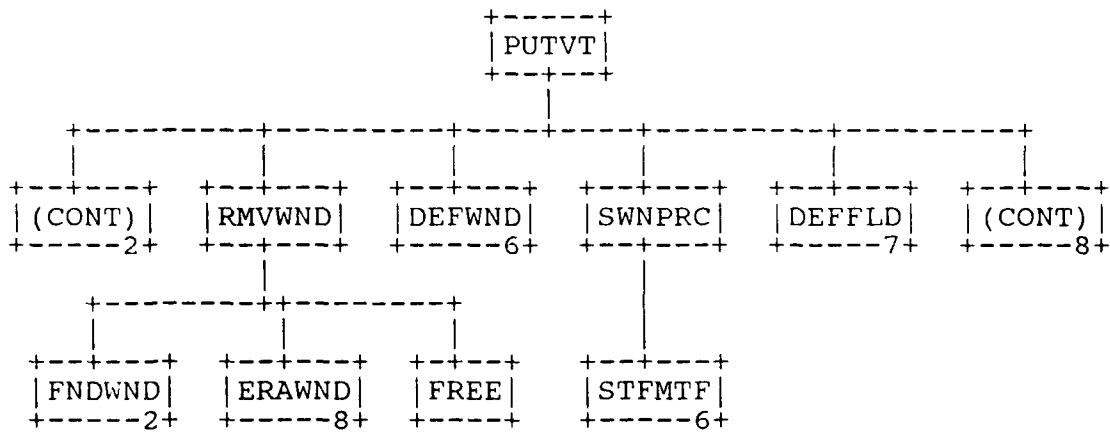 PUTVT
(CONT) RMVWND DEFWND SWNPRC DEFFLD (CONT)
2 6 7 8
FNDWND ERAWND FREE STFMTF
2 8 6